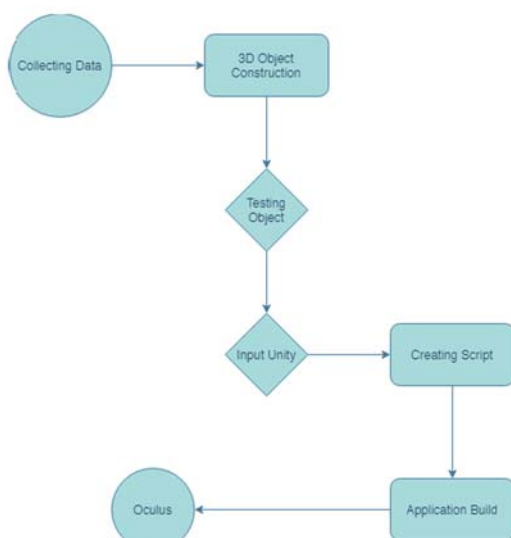 Collecting Data
3D Object
Construction
Testing
Object
Input Unity
Creating Script
Application Build
Oculus